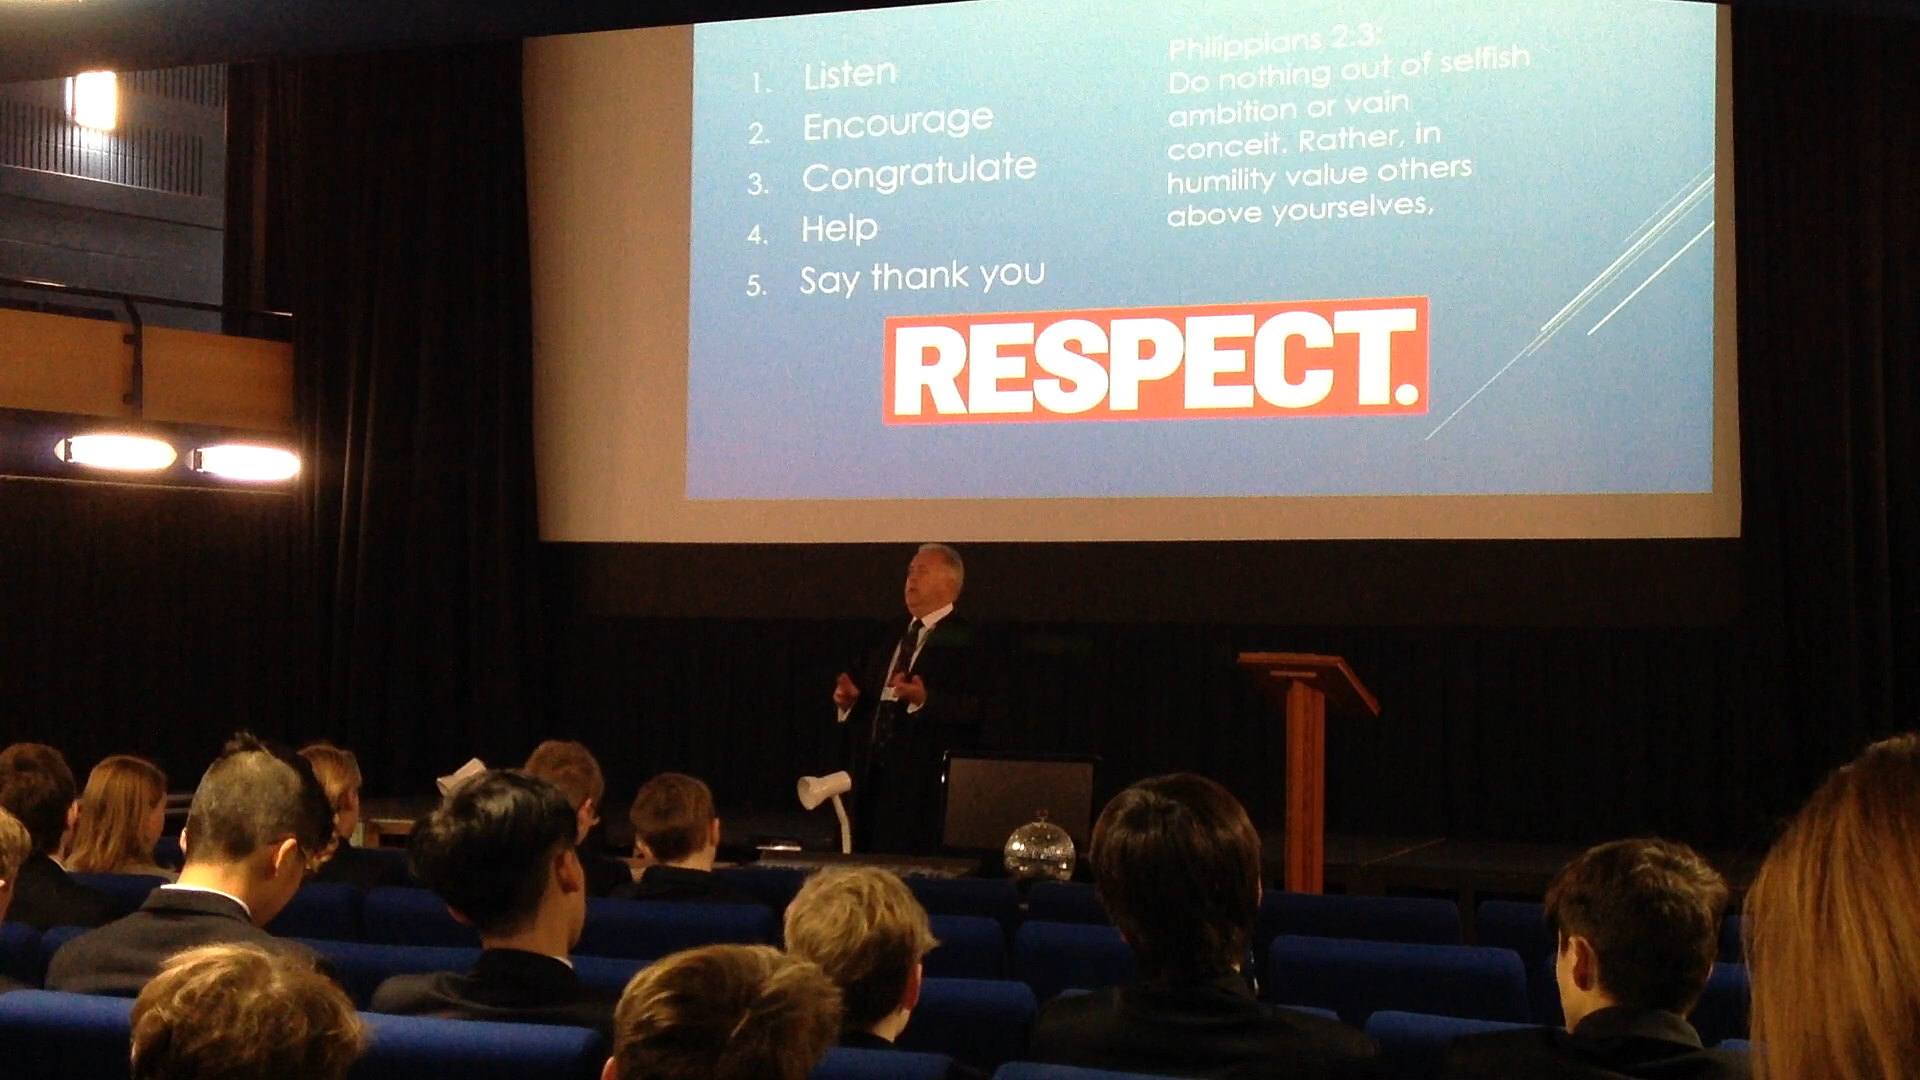 1. Listen
2. Encourage
3. Congratulate
4. Help
5. Say thank you
Philippians 2:3:
Do nothing out of selfish
ambition or vain
conceit. Rather, in
humility value others
above yourselves,
RESPECT.